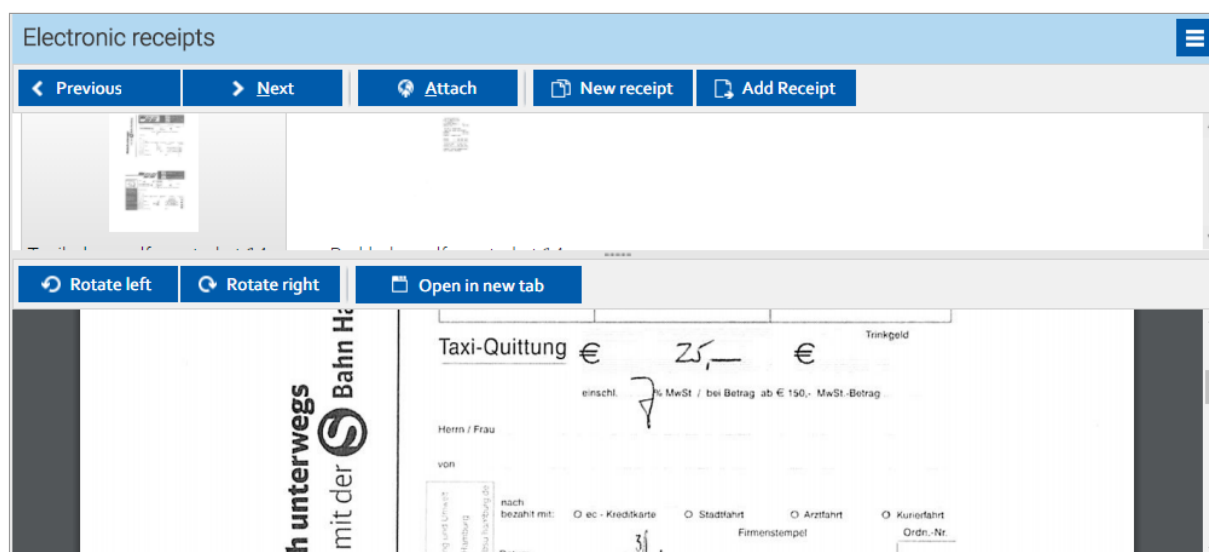 Electronic receipts
Previous
Next
Attach
New receipt
Add Receipt
Rotate left
Rotate right
Open in new tab
Trinkgeld
Taxi-Quittung € 25,— €
einschl. 7 % MwSt / bei Betrag ab € 150,- MwSt.-Betrag
Herrn / Frau
von
nach
bezahlt mit: O ec - Kreditkarte O Stadtfahrt O Arztfahrt O Kurierfahrt
Firmenstempel Ordn.-Nr.
h unterwegs
mit der S Bahn Ha